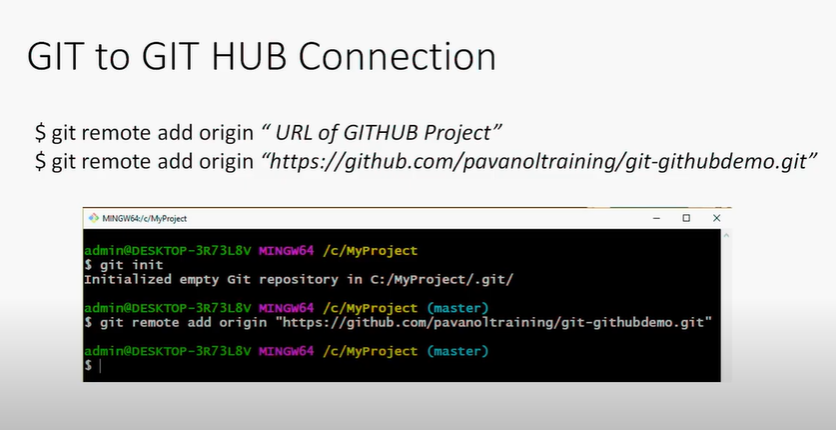 GIT to GIT HUB Connection
$ git remote add origin “ URL of GITHUB Project”
$ git remote add origin “https://github.com/pavanoltraining/git-githubdemo.git”
MINGW64:/c/MyProject
admin@DESKTOP-3R73L8V MINGW64 /c/MyProject
$ git init
Initialized empty Git repository in C:/MyProject/.git/
admin@DESKTOP-3R73L8V MINGW64 /c/MyProject (master)
$ git remote add origin "https://github.com/pavanoltraining/git-githubdemo.git"
admin@DESKTOP-3R73L8V MINGW64 /c/MyProject (master)
$